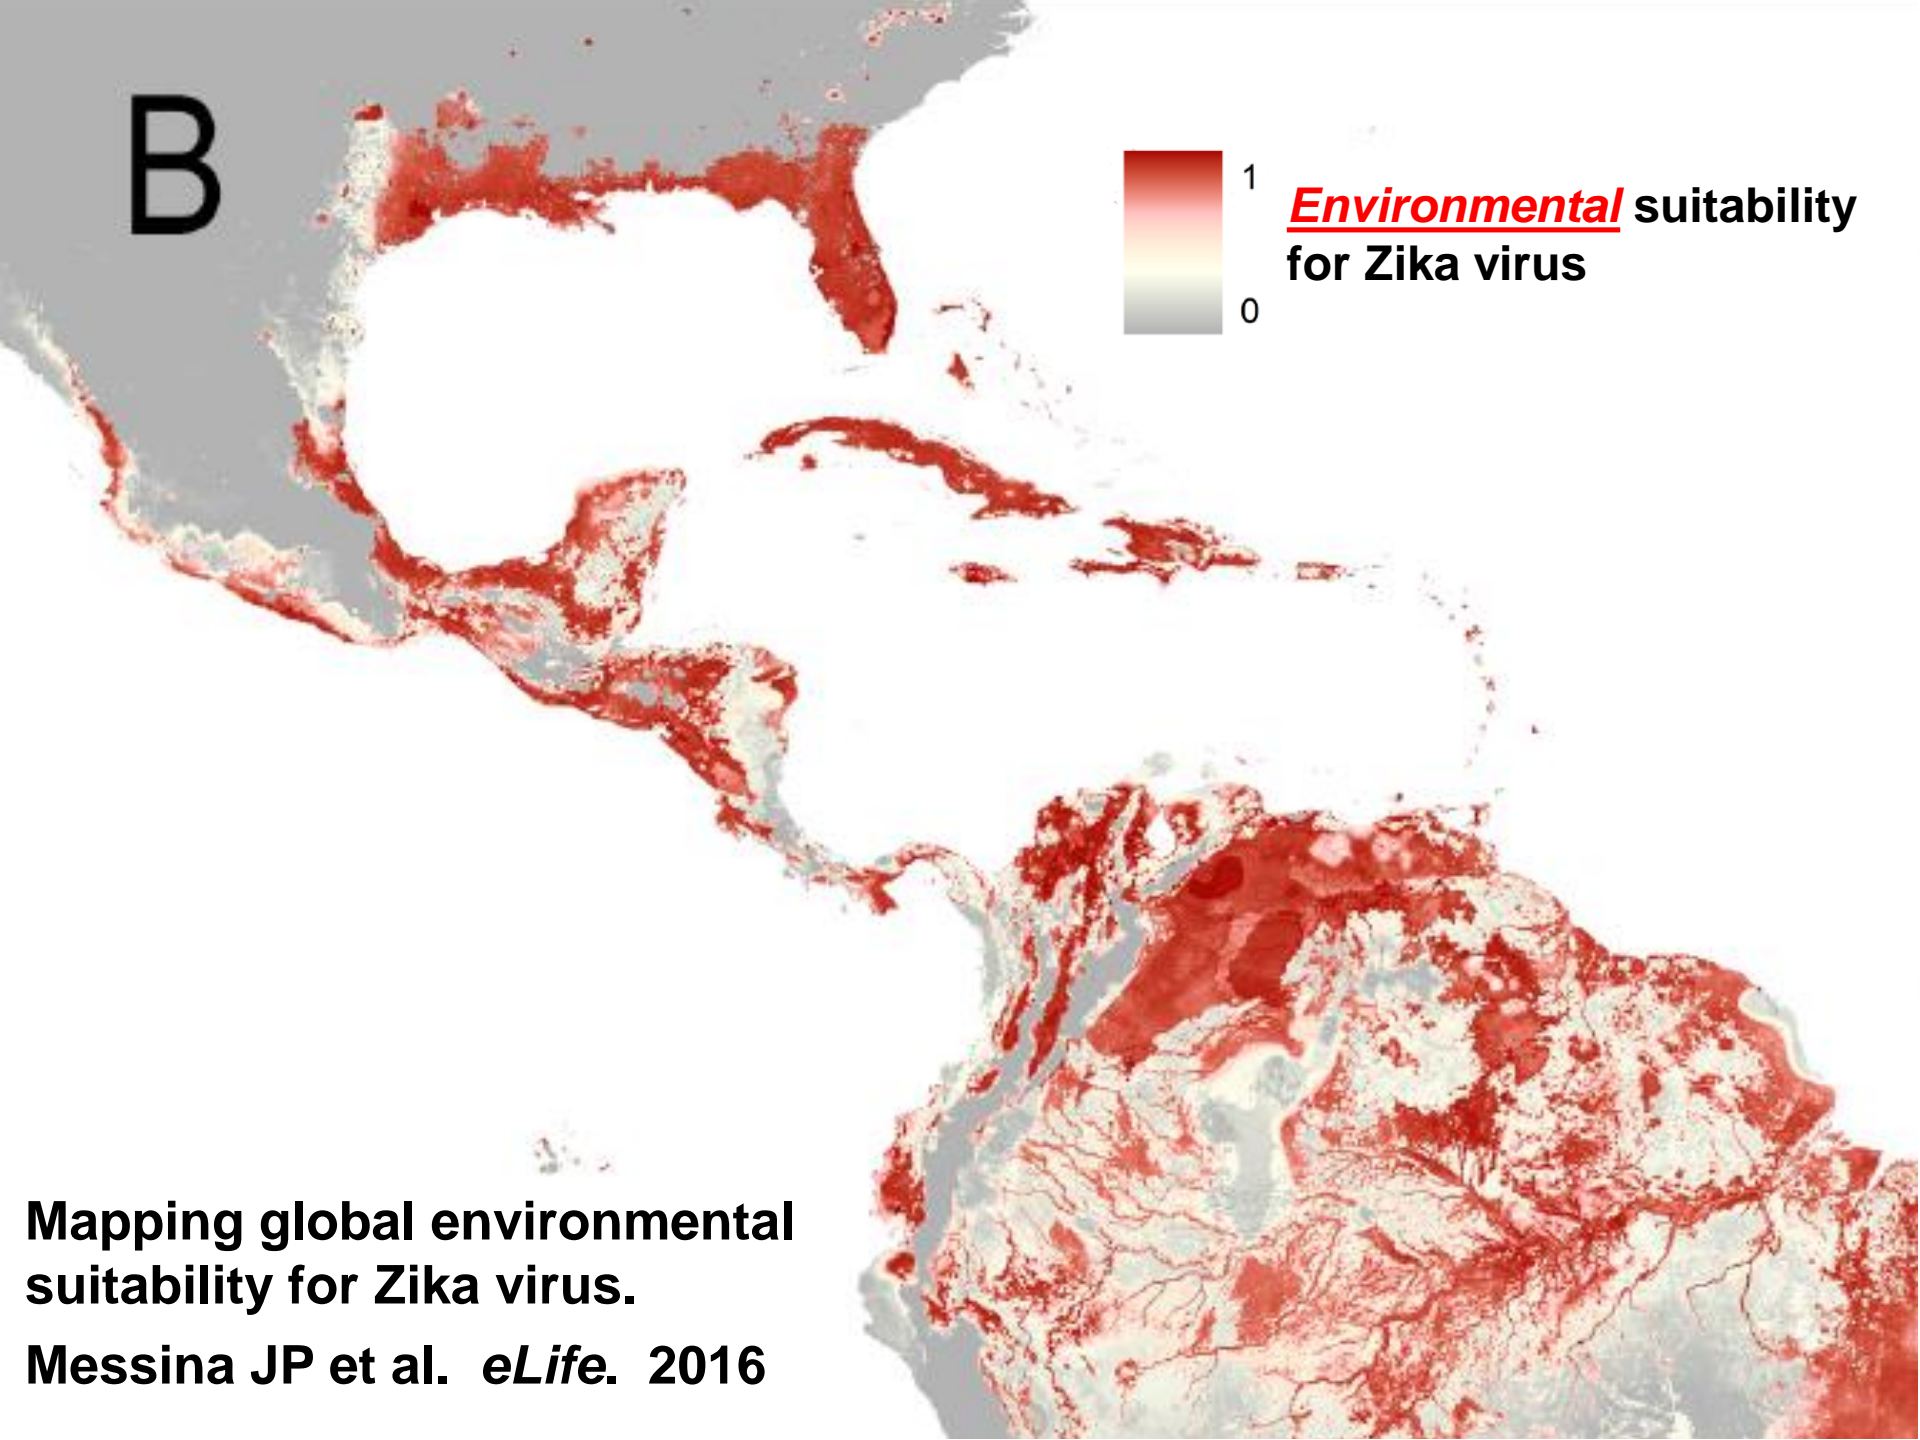 B
1
0
Environmental suitability
for Zika virus
Mapping global environmental
suitability for Zika virus.
Messina JP et al. eLife. 2016